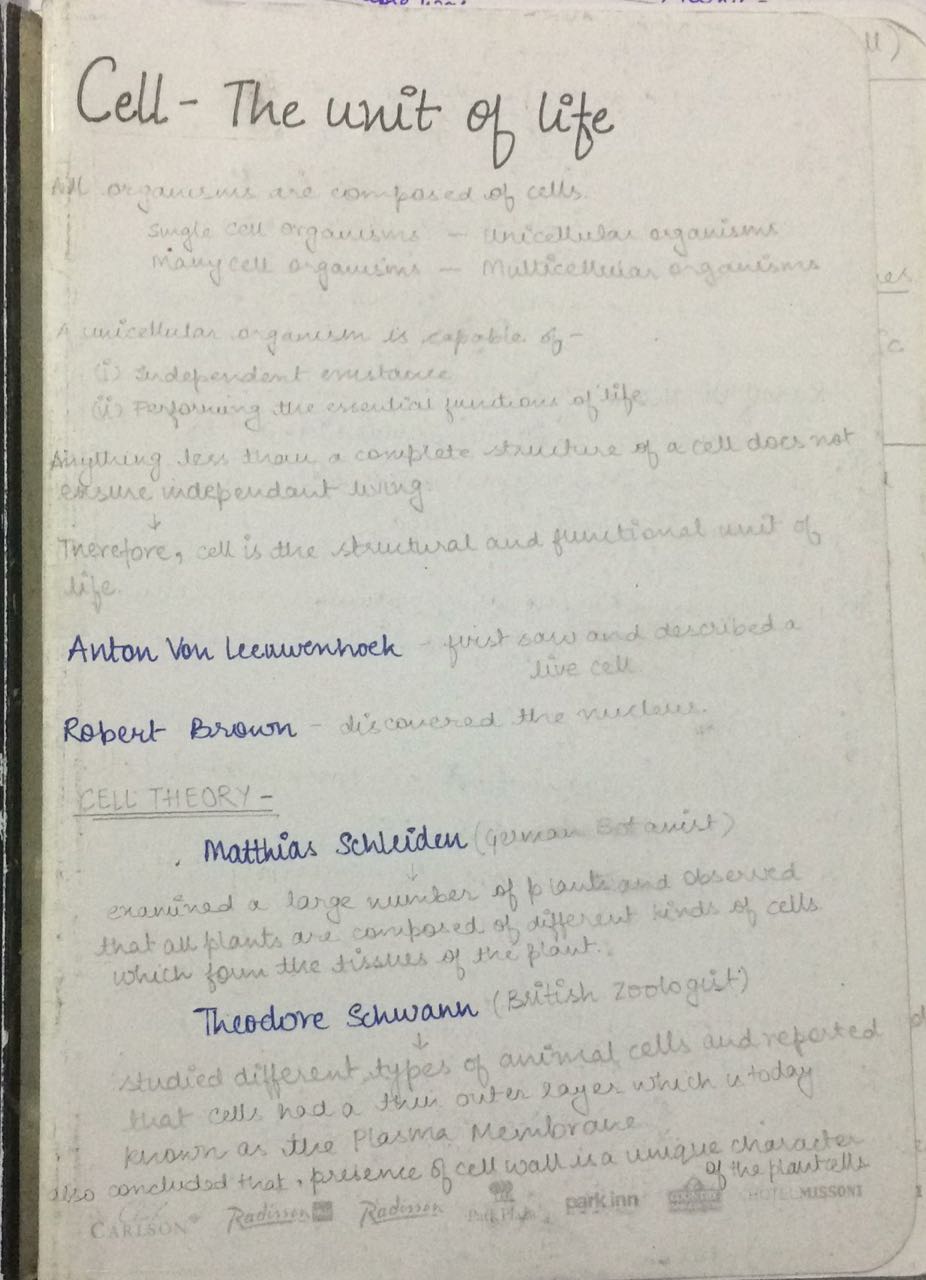 Cell - The unit of life
All organisms are composed of cells.
Single cell organisms - Unicellular organisms
Many cell organisms - Multicellular organisms
A unicellular organism is capable of -
(i) Independent existance
(ii) Performing the essential functions of life
Anything less than a complete structure of a cell does not
ensure independant living.
↓
Therefore, cell is the structural and functional unit of
life.
Anton Von Leeuwenhoek - first saw and described a
live cell
Robert Brown - discovered the nucleus.
CELL THEORY -
Matthias Schleiden (German Botanist)
↓
examined a large number of plants and observed
that all plants are composed of different kinds of cells
which form the tissues of the plant.
Theodore Schwann (British Zoologist)
↓
studied different types of animal cells and reported
that cells had a thin outer layer which is today
known as the Plasma Membrane
also concluded that, presence of cell wall is a unique character
of the plant cells
CARLSON Radisson Blu Radisson Park Plaza park inn HOTEL MISSONI